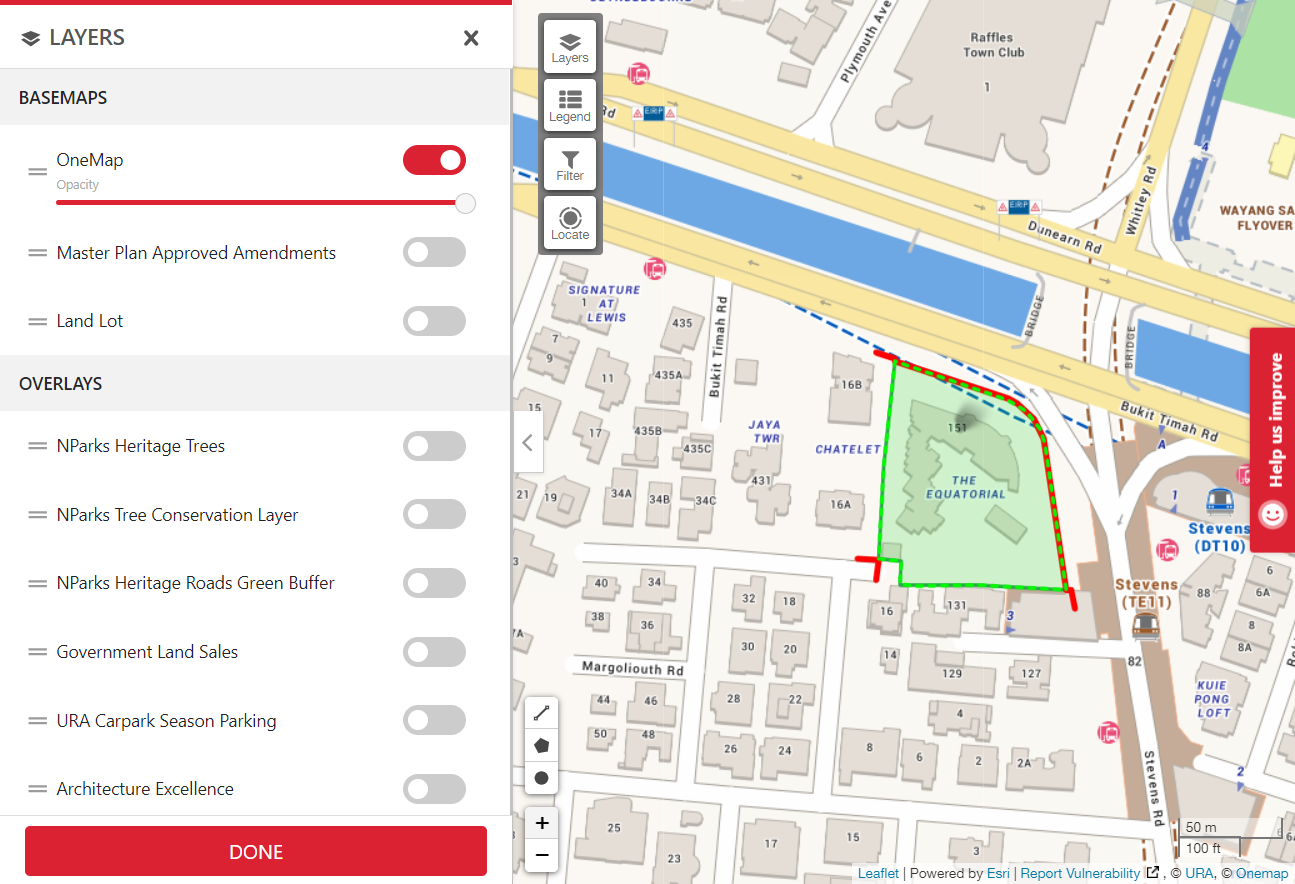 LAYERS
BASEMAPS
OneMap
Opacity
Master Plan Approved Amendments
Land Lot
OVERLAYS
NParks Heritage Trees
NParks Tree Conservation Layer
NParks Heritage Roads Green Buffer
Government Land Sales
URA Carpark Season Parking
Architecture Excellence
DONE
Layers
Legend
Filter
Locate
Plymouth Ave
Raffles
Town Club
1
Rd
ERP
ERP
Dunearn Rd
Whitley Rd
4
WAYANG SA
FLYOVER
BRIDGE
BRIDGE
SIGNATURE
AT
LEWIS
1
7
9
11
15
17
19
21
435
435A
435B
435C
Bukit Timah Rd
Bukit Timah Rd
16B
JAYA
TWR
CHATELET
431
16A
34A
34B
34C
151
THE
EQUATORIAL
A
1
Stevens
(DT10)
Stevens
(TE11)
Help us improve
3
40
34
38
36
7A
32
18
30
20
16
131
3
14
129
127
82
88
6
6A
8
8A
Margoliouth Rd
44
46
50
48
28
22
26
24
4
8
6
2
2A
KUIE
PONG
LOFT
2
Stevens Rd
25
23
17
15
3
+
−
50 m
100 ft
Leaflet | Powered by Esri | Report Vulnerability , © URA, © Onemap